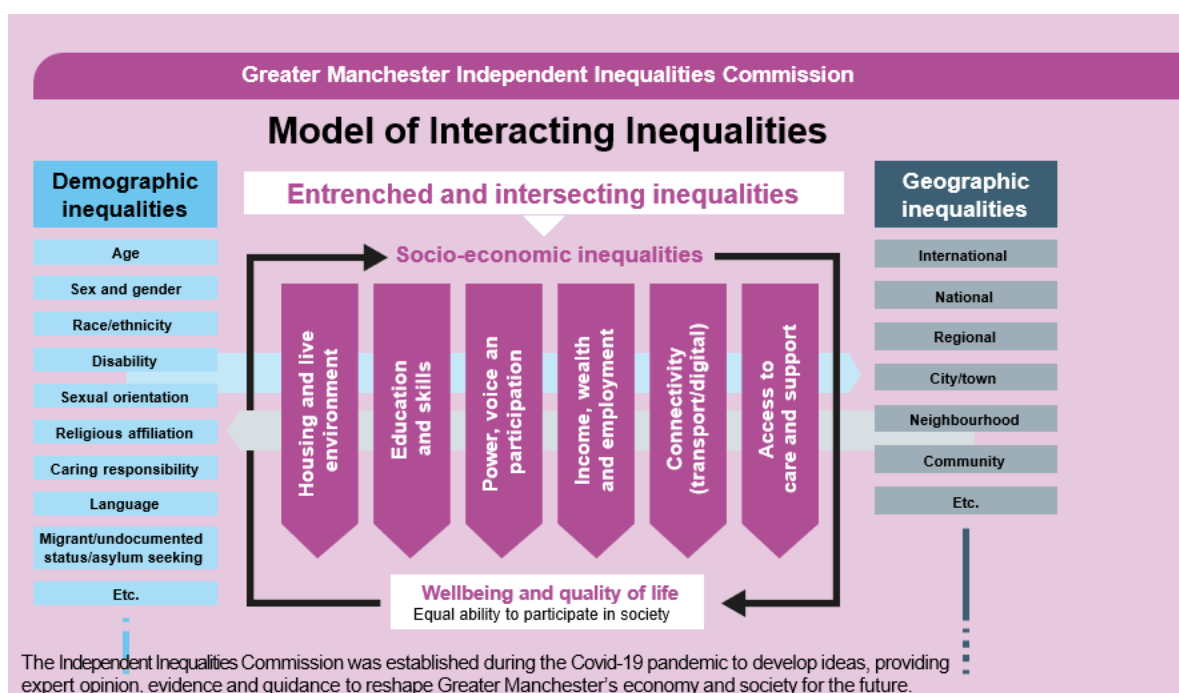 Greater Manchester Independent Inequalities Commission
Model of Interacting Inequalities
Demographic
inequalities
Age
Sex and gender
Race/ethnicity
Disability
Sexual orientation
Religious affiliation
Caring responsibility
Language
Migrant/undocumented
status/asylum seeking
Etc.
Entrenched and intersecting inequalities
Socio-economic inequalities
Housing and live
environment
Education
and skills
Power, voice an
participation
Income, wealth
and employment
Connectivity
(transport/digital)
Access to
care and support
Wellbeing and quality of life
Equal ability to participate in society
Geographic
inequalities
International
National
Regional
City/town
Neighbourhood
Community
Etc.
The Independent Inequalities Commission was established during the Covid-19 pandemic to develop ideas, providing
expert opinion, evidence and guidance to reshape Greater Manchester's economy and society for the future.